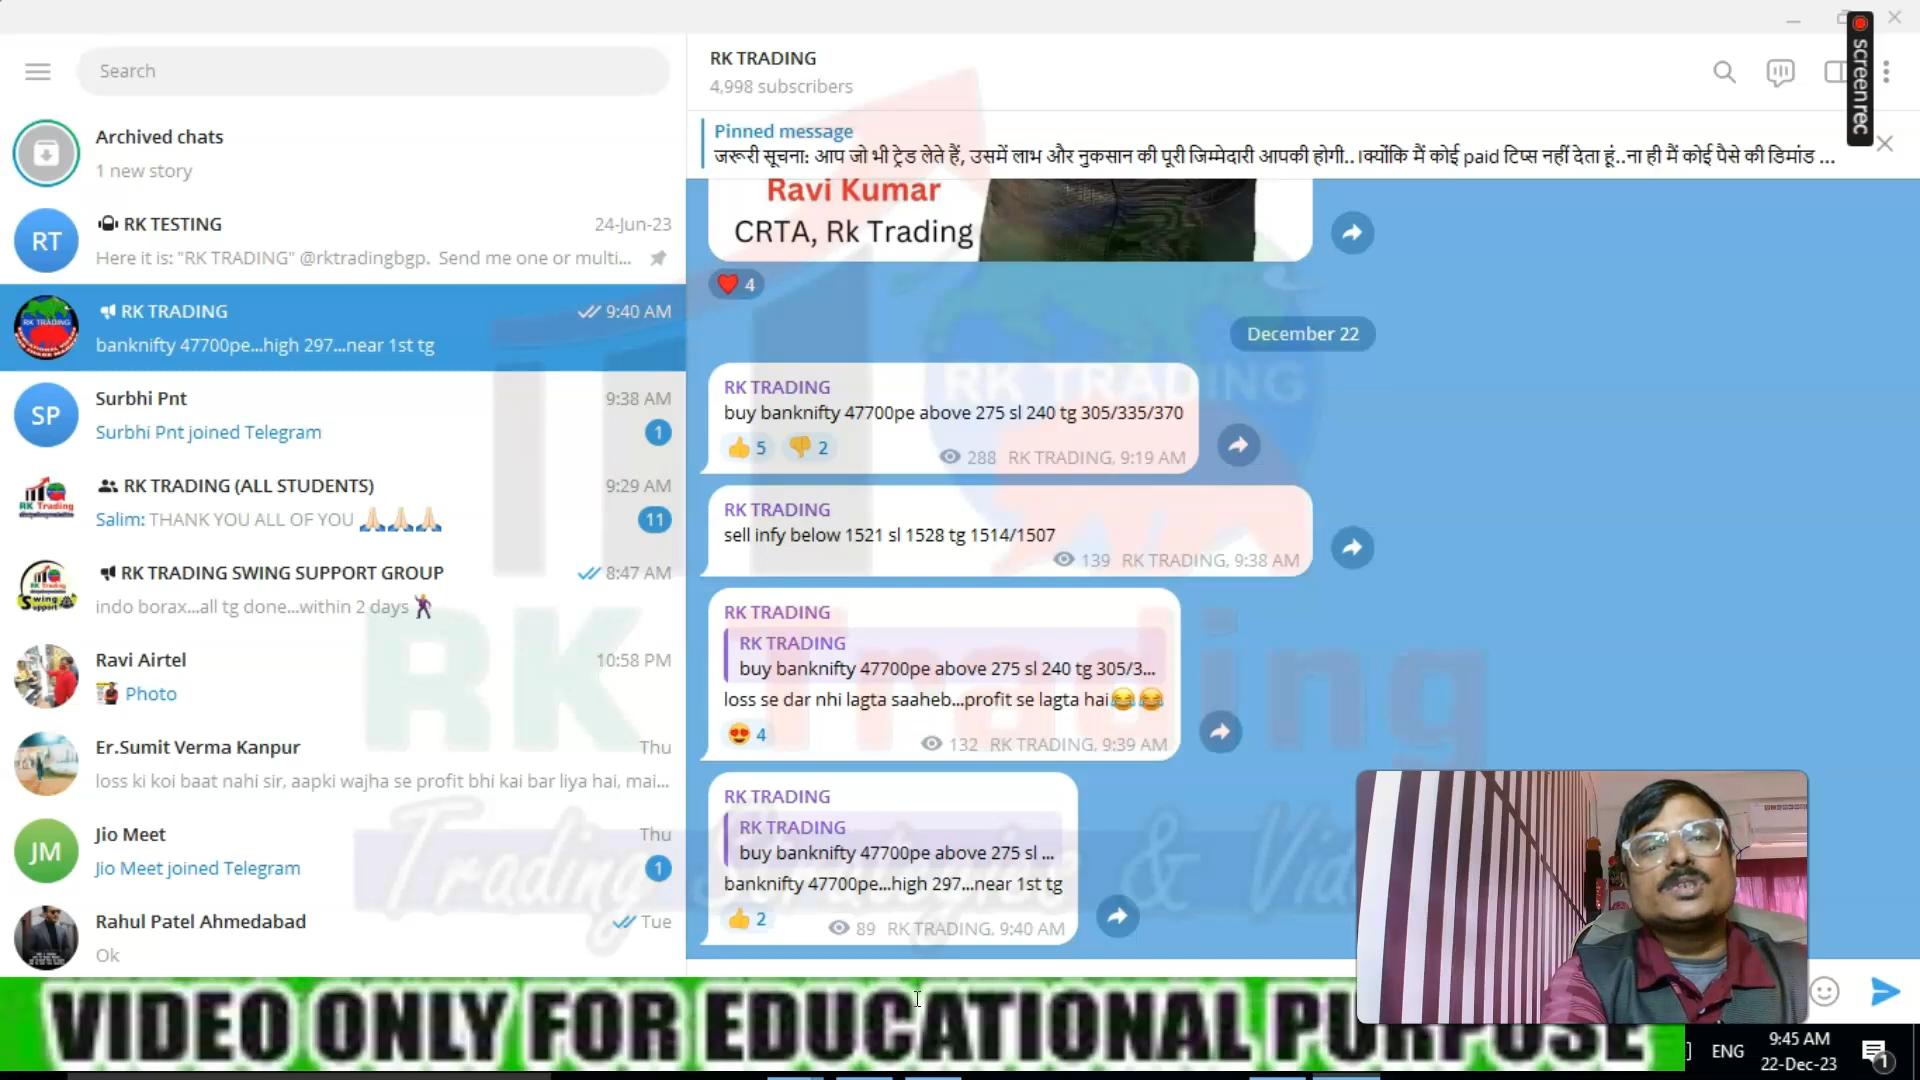 Search
Archived chats
1 new story
RT
RK TESTING
24-Jun-23
Here it is: "RK TRADING" @rktradingbgp. Send me one or multi...
RK TRADING
9:40 AM
banknifty 47700pe...high 297...near 1st tg
SP
Surbhi Pnt
9:38 AM
Surbhi Pnt joined Telegram
1
RK TRADING (ALL STUDENTS)
9:29 AM
Salim: THANK YOU ALL OF YOU 🙏🏻🙏🏻🙏🏻
11
RK TRADING SWING SUPPORT GROUP
8:47 AM
indo borax...all tg done...within 2 days
Ravi Airtel
10:58 PM
Photo
Er.Sumit Verma Kanpur
Thu
loss ki koi baat nahi sir, aapki wajha se profit bhi kai bar liya hai, mai...
JM
Jio Meet
Thu
Jio Meet joined Telegram
1
Rahul Patel Ahmedabad
Tue
Ok
RK TRADING
4,998 subscribers
screenrec
Pinned message
जरूरी सूचना: आप जो भी ट्रेड लेते हैं, उसमें लाभ और नुकसान की पूरी जिम्मेदारी आपकी होगी.. ।क्योंकि मैं कोई paid टिप्स नहीं देता हूं..ना ही मैं कोई पैसे की डिमांड ...
Ravi Kumar
CRTA, Rk Trading
❤️ 4
December 22
RK TRADING
buy banknifty 47700pe above 275 sl 240 tg 305/335/370
👍 5 👎 2
288 RK TRADING, 9:19 AM
RK TRADING
sell infy below 1521 sl 1528 tg 1514/1507
139 RK TRADING, 9:38 AM
RK TRADING
RK TRADING
buy banknifty 47700pe above 275 sl 240 tg 305/3...
loss se dar nhi lagta saaheb...profit se lagta hai😂😂
😍 4
132 RK TRADING, 9:39 AM
RK TRADING
RK TRADING
buy banknifty 47700pe above 275 sl ...
banknifty 47700pe...high 297...near 1st tg
👍 2
89 RK TRADING, 9:40 AM
RK TRADING
RK Trading
Trading Strategies & Vid
VIDEO ONLY FOR EDUCATIONAL PURPOSE
ENG
9:45 AM
22-Dec-23
1